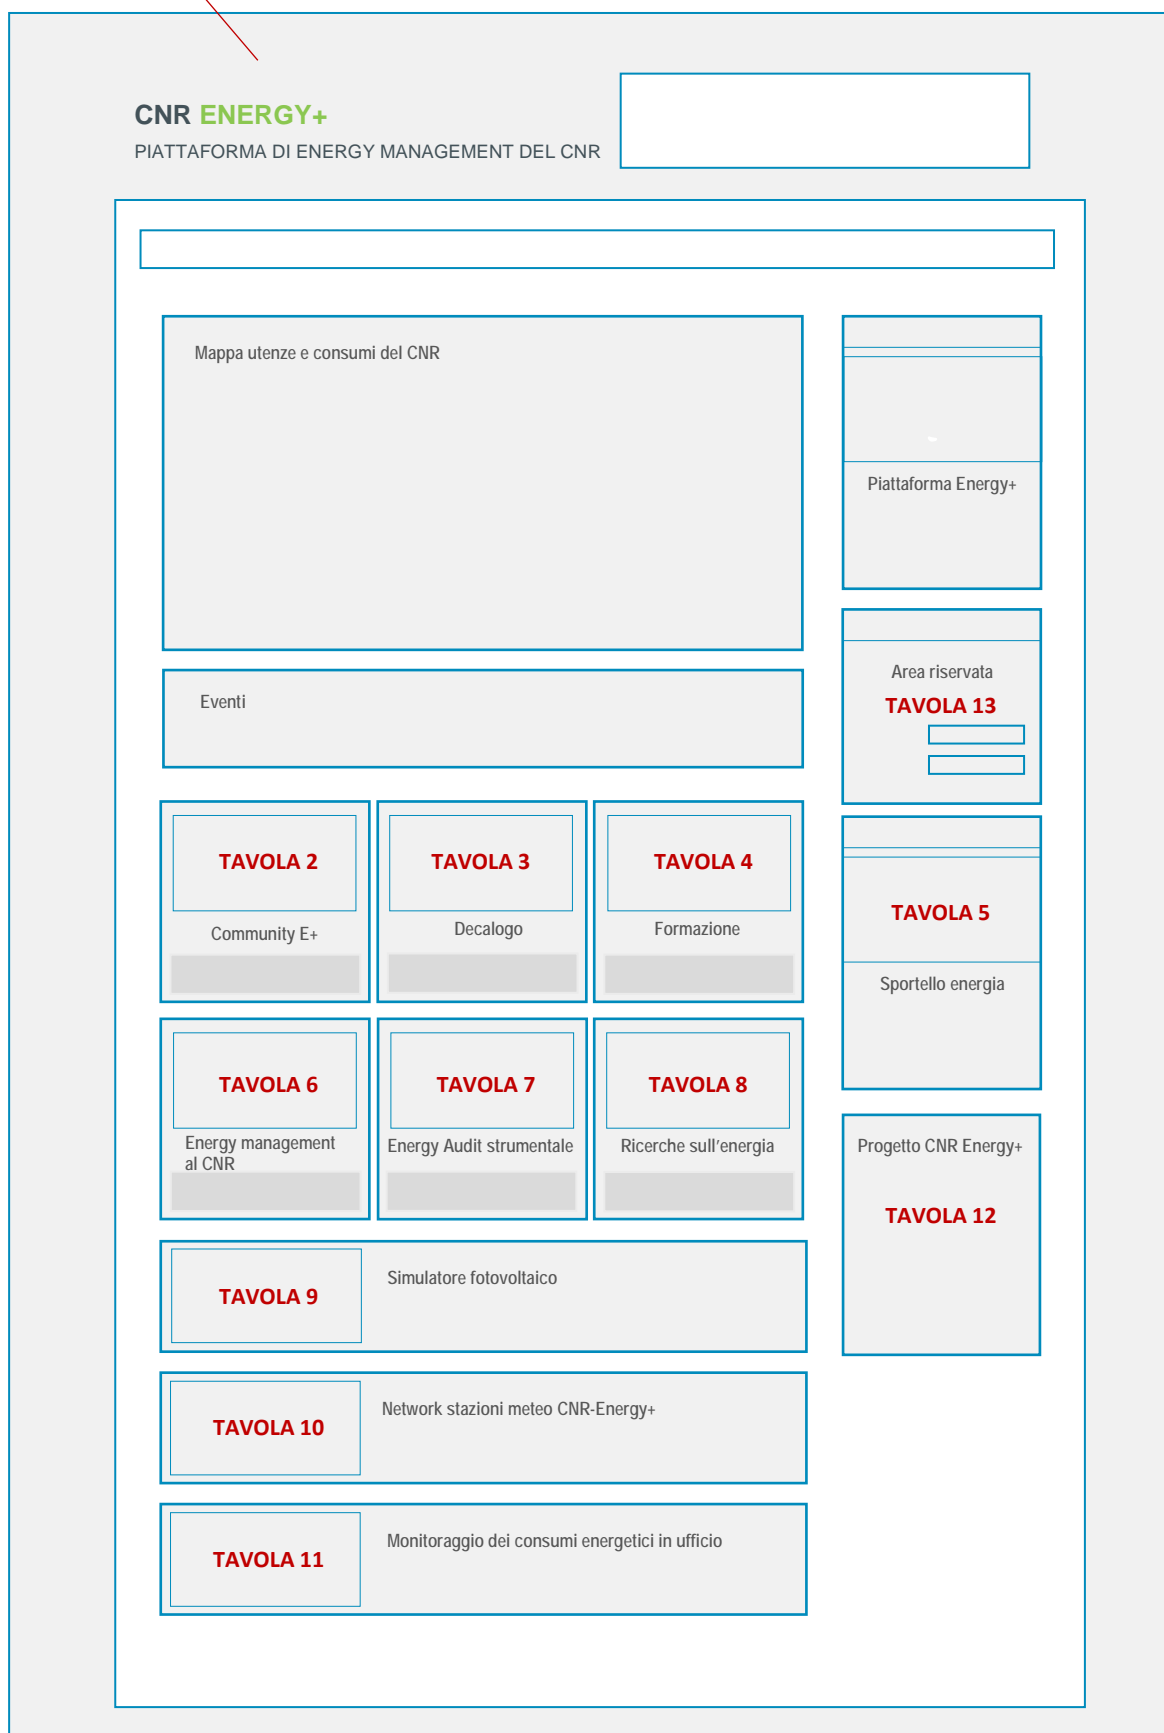 CNR ENERGY+
PIATTAFORMA DI ENERGY MANAGEMENT DEL CNR
Mappa utenze e consumi del CNR
Piattaforma Energy+
Eventi
Area riservata
TAVOLA 13
TAVOLA 2
Community E+
TAVOLA 3
Decalogo
TAVOLA 4
Formazione
TAVOLA 5
Sportello energia
TAVOLA 6
Energy management
al CNR
TAVOLA 7
Energy Audit strumentale
TAVOLA 8
Ricerche sull'energia
Progetto CNR Energy+
TAVOLA 12
TAVOLA 9
Simulatore fotovoltaico
TAVOLA 10
Network stazioni meteo CNR-Energy+
TAVOLA 11
Monitoraggio dei consumi energetici in ufficio